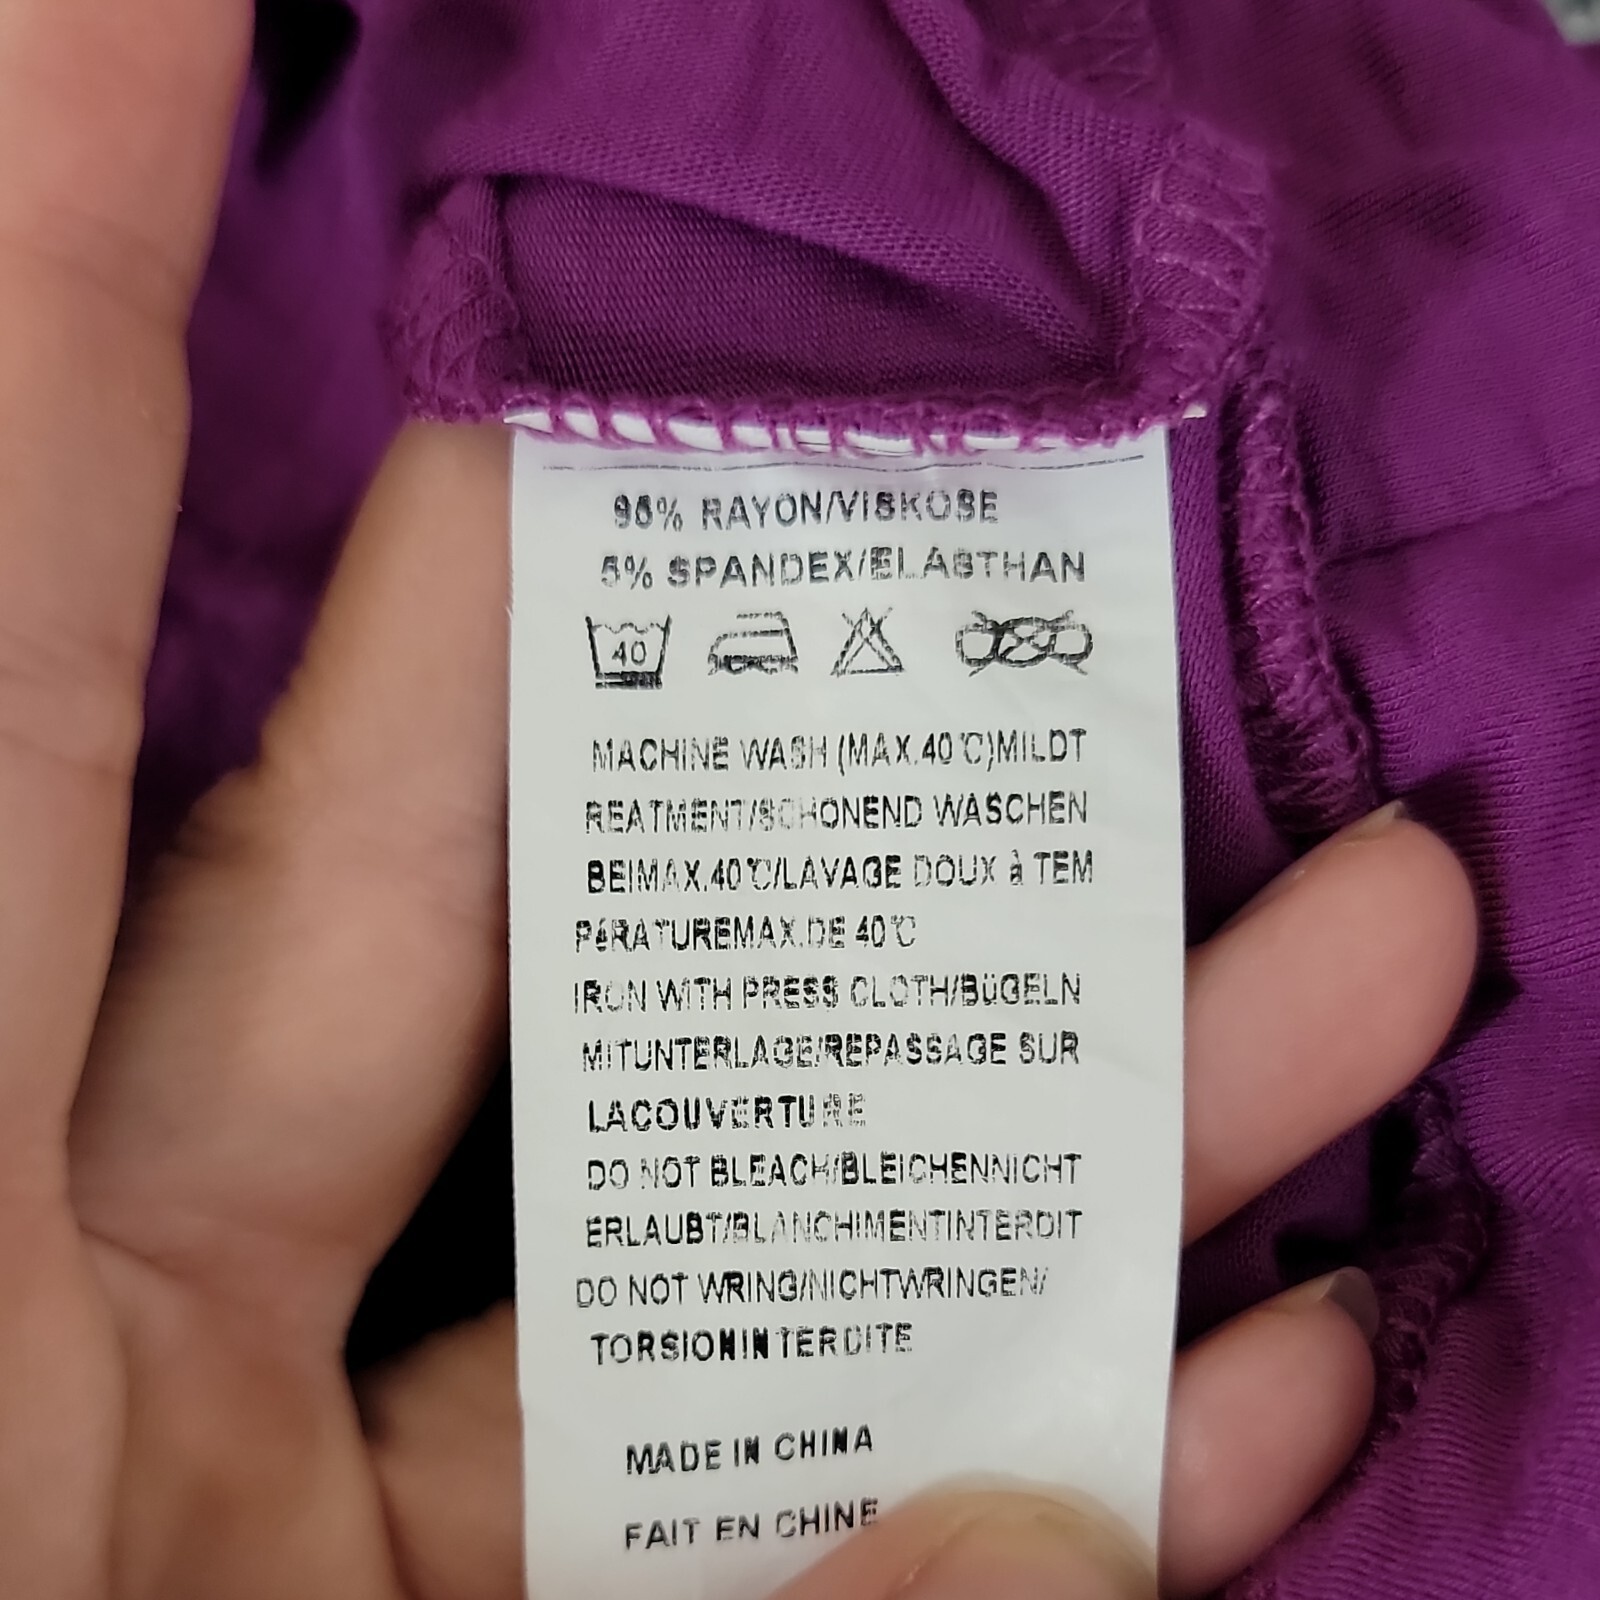 95% RAYON/VISKOSE
5% SPANDEX/ELASTHAN
40
MACHINE WASH (MAX.40℃)MILDT
REATMENT/SCHONEND WASCHEN
BEIMAX.40℃/LAVAGE DOUX à TEM
PéRATUREMAX.DE 40℃
IRON WITH PRESS CLOTH/BüGELN
MITUNTERLAGE/REPASSAGE SUR
LACOUVERTURE
DO NOT BLEACH/BLEICHENNICHT
ERLAUBT/BLANCHIMENTINTERDIT
DO NOT WRING/NICHTWRINGEN/
TORSIONINTERDITE
MADE IN CHINA
FAIT EN CHINE